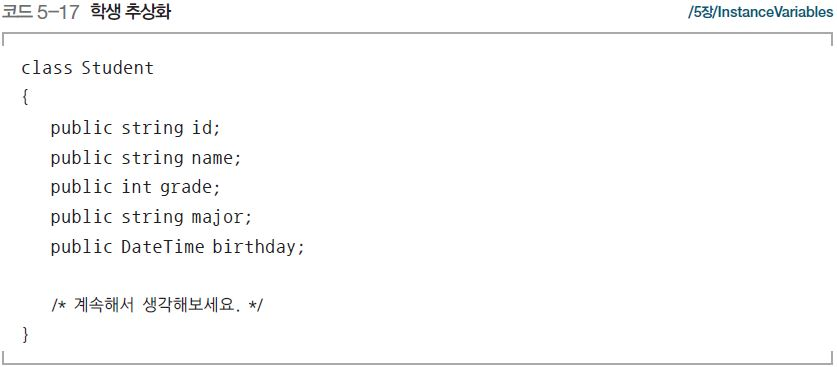 코드 5-17 학생 추상화 /5장/InstanceVariables
class Student
{
public string id;
public string name;
public int grade;
public string major;
public DateTime birthday;
/* 계속해서 생각해보세요. */
}